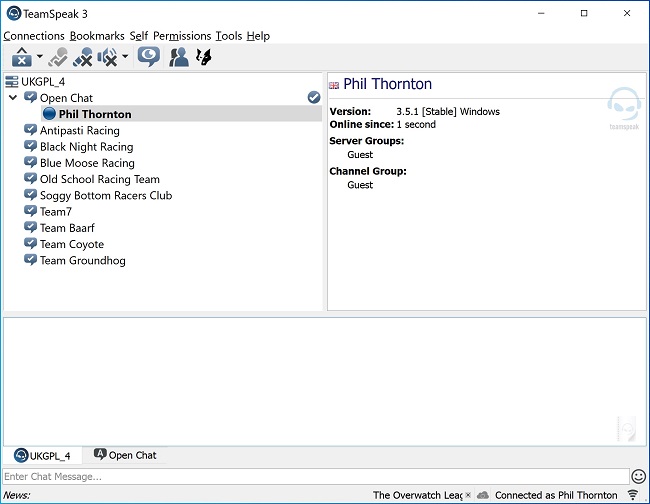 TeamSpeak 3
Connections Bookmarks Self Permissions Tools Help
UKGPL_4
Open Chat
Phil Thornton
Antipasti Racing
Black Night Racing
Blue Moose Racing
Old School Racing Team
Soggy Bottom Racers Club
Team7
Team Baarf
Team Coyote
Team Groundhog
Phil Thornton
teamspeak
Version: 3.5.1 [Stable] Windows
Online since: 1 second
Server Groups:
Guest
Channel Group:
Guest
UKGPL_4
A Open Chat
Enter Chat Message...
News: The Overwatch Leag Connected as Phil Thornton